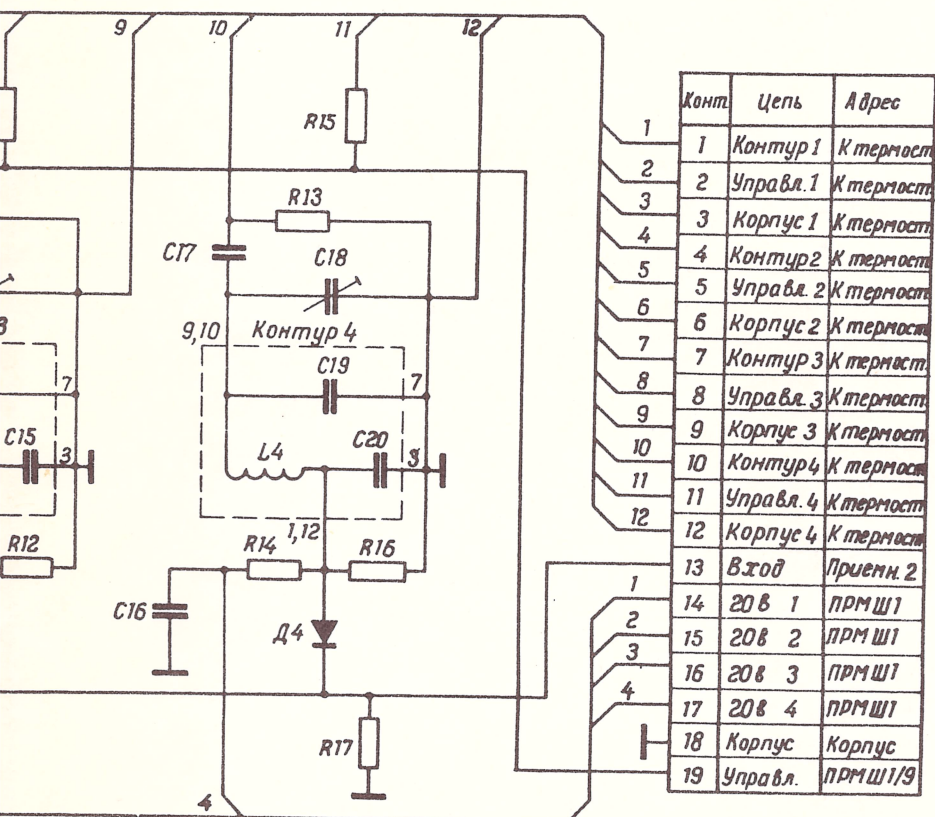 9
10
11
12
R15
R13
C17
C18
9,10
Контур 4
C19
7
7
C15
3
L4
C20
3
1,12
R12
R14
R16
C16
Д4
R17
4
1
2
3
4
5
6
7
8
9
10
11
12
1
2
3
4
Конт. Цепь Адрес
1 Контур 1 К термост
2 Управл. 1 К термост
3 Корпус 1 К термост
4 Контур 2 К термост
5 Управл. 2 К термост
6 Корпус 2 К термост
7 Контур 3 К термост.
8 Управл. 3 К термост
9 Корпус 3 К термост
10 Контур 4 К термост
11 Управл. 4 К термост
12 Корпус 4 К термост
13 Вход Приемн. 2
14 20в 1 ПРМ Ш1
15 20в 2 ПРМ Ш1
16 20в 3 ПРМ Ш1
17 20в 4 ПРМ Ш1
18 Корпус Корпус
19 Управл. ПРМ Ш1/9